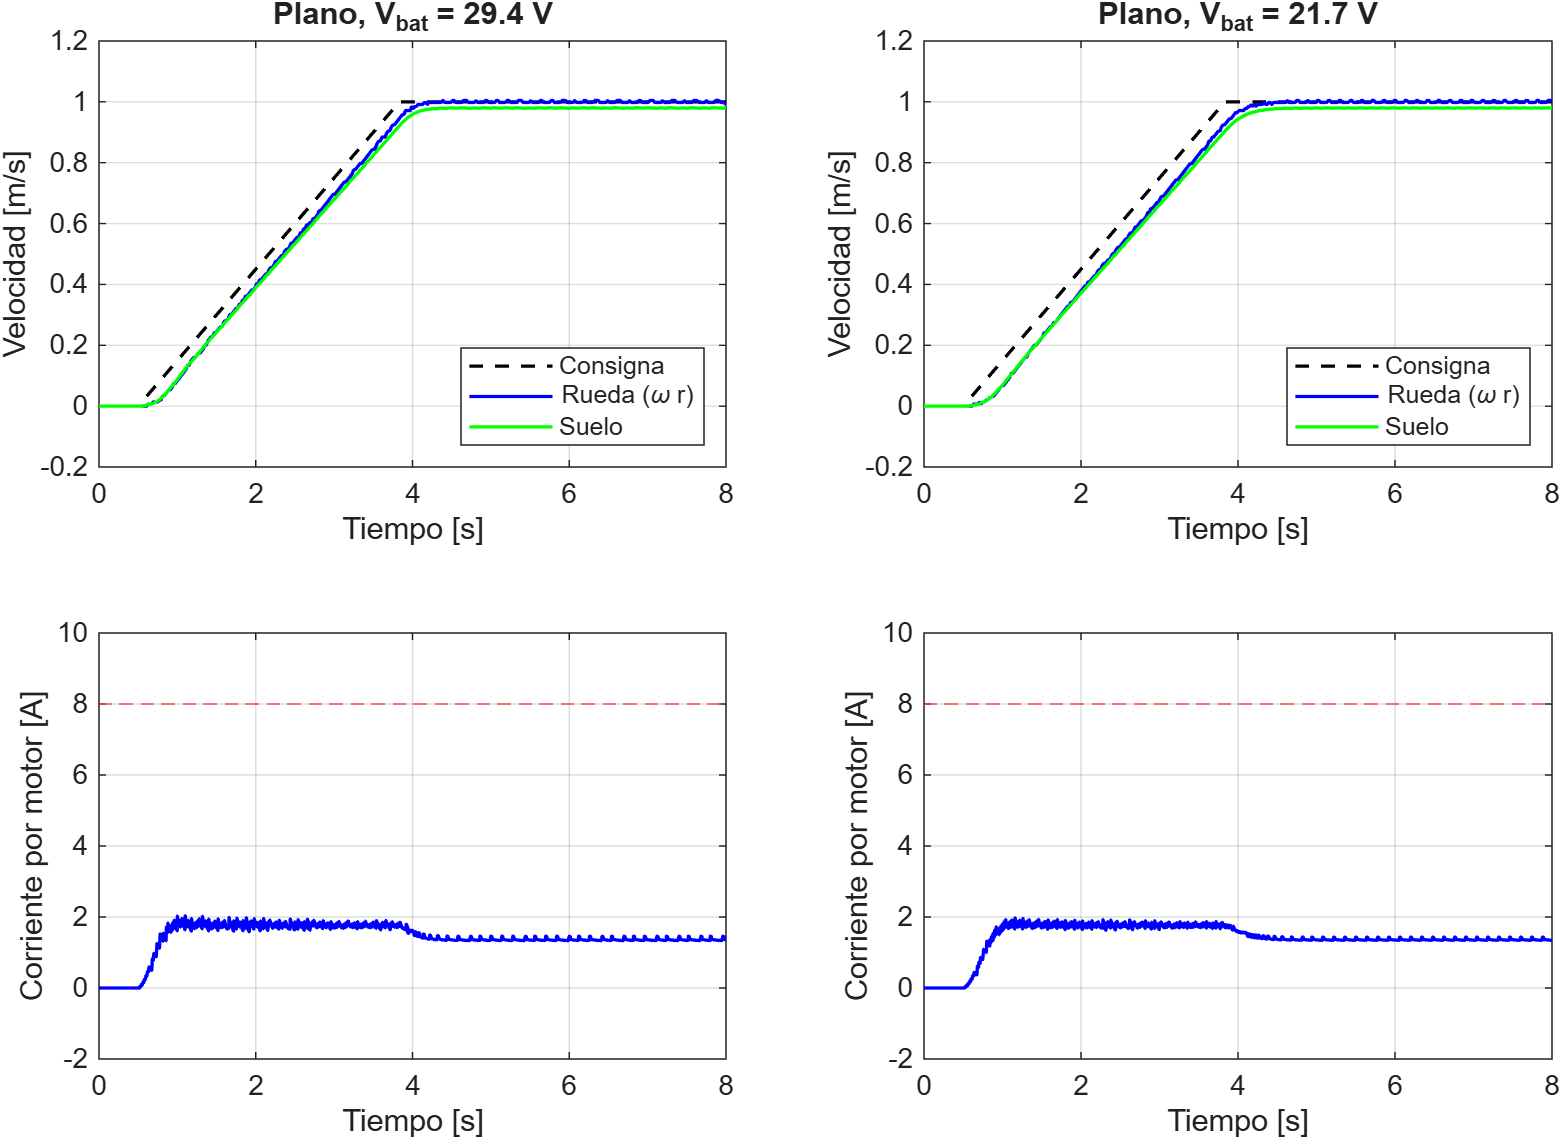 Plano, Vbat = 29.4 V
1.2
1
0.8
0.6
0.4
0.2
0
-0.2
Velocidad [m/s]
Consigna
Rueda (ω r)
Suelo
0 2 4 6 8
Tiempo [s]
Plano, Vbat = 21.7 V
1.2
1
0.8
0.6
0.4
0.2
0
-0.2
Velocidad [m/s]
Consigna
Rueda (ω r)
Suelo
0 2 4 6 8
Tiempo [s]
10
8
6
4
2
0
-2
Corriente por motor [A]
0 2 4 6 8
Tiempo [s]
10
8
6
4
2
0
-2
Corriente por motor [A]
0 2 4 6 8
Tiempo [s]